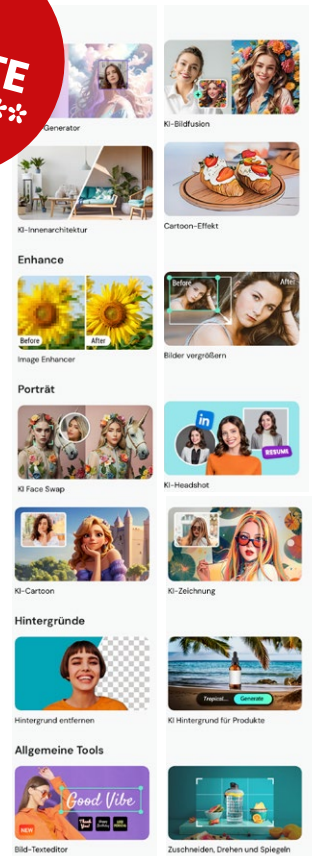 TE
**
Generator
KI-Bildfusion
KI-Innenarchitektur
Cartoon-Effekt
Enhance
Before
After
Image Enhancer
Before
After
Bilder vergrößern
Porträt
KI Face Swap
in
RESUME
KI-Headshot
KI-Cartoon
KI-Zeichnung
Hintergründe
Hintergrund entfernen
Tropical...
Generate
KI Hintergrund für Produkte
Allgemeine Tools
Good Vibe
NEW
Thank You!
Bild-Texteditor
Zuschneiden, Drehen und Spiegeln